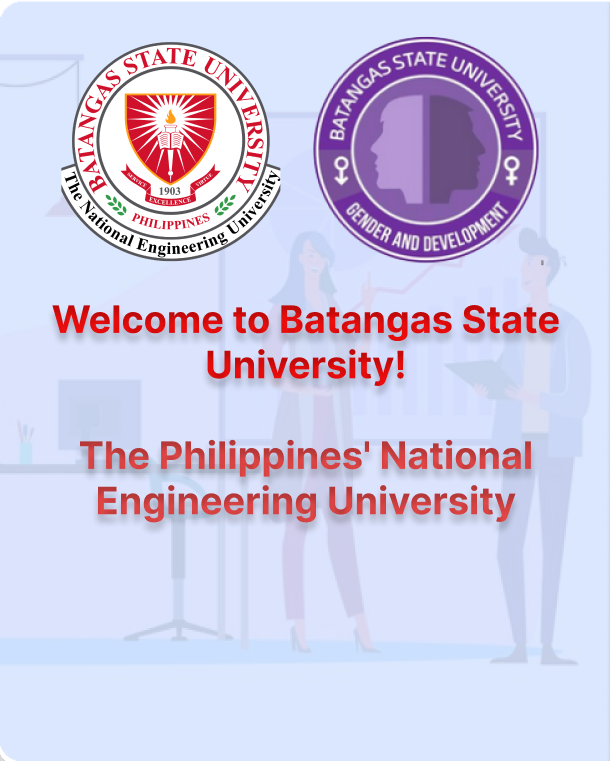 BATANGAS STATE UNIVERSITY
SERVICE
EXCELLENCE
VIRTUE
1903
PHILIPPINES
The National Engineering University
BATANGAS STATE UNIVERSITY
GENDER AND DEVELOPMENT
Welcome to Batangas State
University!
The Philippines' National
Engineering University